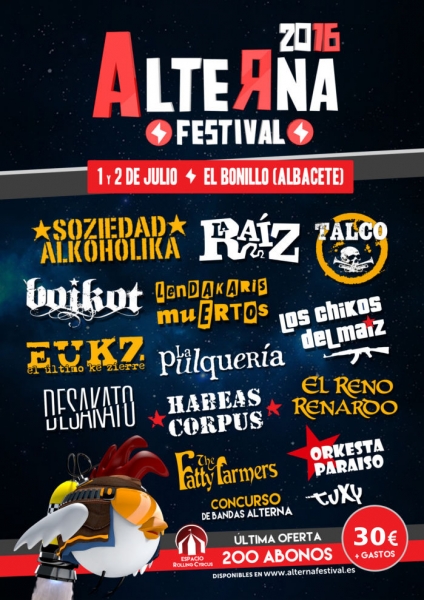 2016
ALTERNA
FESTIVAL
1 Y 2 DE JULIO EL BONILLO (ALBACETE)
SOZIEDAD
ALKOHOLIKA
LA RAÍZ
TALCO
boikot
LENDAKARIS
MUERTOS
LOS CHIKOS
DEL MAIZ
EUKZ
el último ke zierre
La Pulquería
DESAKATO
HABEAS
CORPUS
EL RENO
RENARDO
The Fatty Farmers
ORKESTA
PARAISO
CONCURSO
DE BANDAS ALTERNA
TUXY
ESPACIO
ROLLING CIRCUS
ÚLTIMA OFERTA
200 ABONOS
30€
+ GASTOS
DISPONIBLES EN www.alternafestival.es